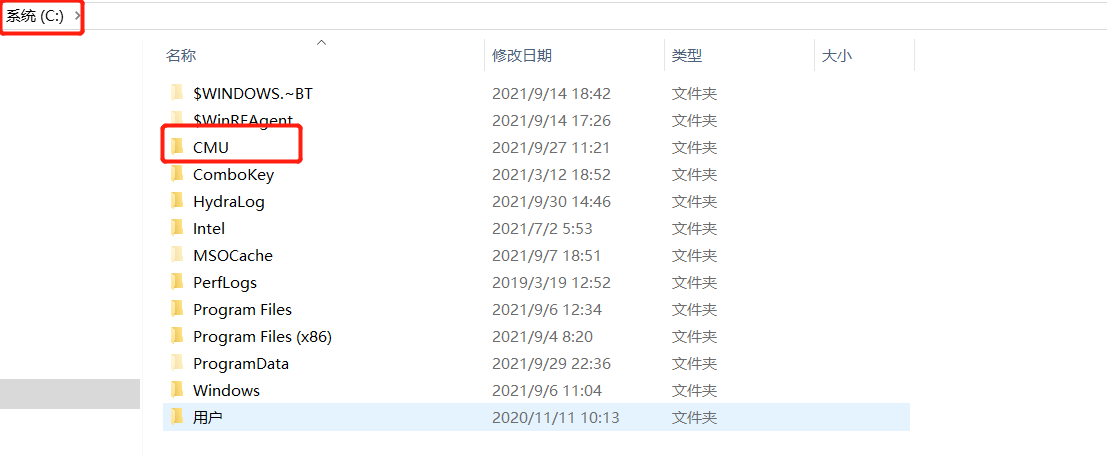 系统 (C:)
名称 修改日期 类型 大小
$WINDOWS.~BT 2021/9/14 18:42 文件夹
$WinREAgent 2021/9/14 17:26 文件夹
CMU 2021/9/27 11:21 文件夹
ComboKey 2021/3/12 18:52 文件夹
HydraLog 2021/9/30 14:46 文件夹
Intel 2021/7/2 5:53 文件夹
MSOCache 2021/9/7 18:51 文件夹
PerfLogs 2019/3/19 12:52 文件夹
Program Files 2021/9/6 12:34 文件夹
Program Files (x86) 2021/9/4 8:20 文件夹
ProgramData 2021/9/29 22:36 文件夹
Windows 2021/9/6 11:04 文件夹
用户 2020/11/11 10:13 文件夹